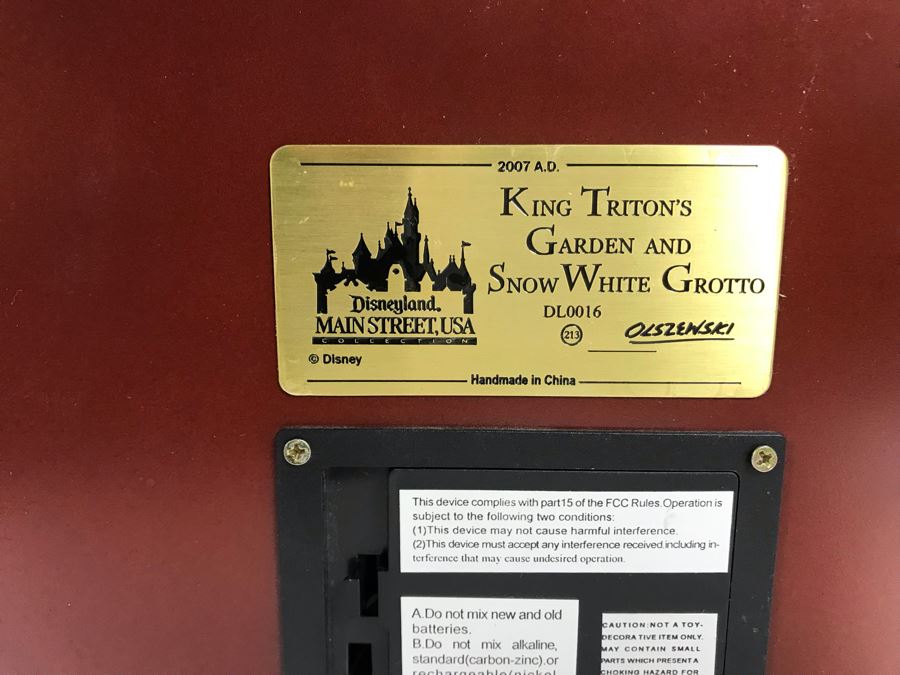 2007 A.D.
KING TRITON'S
GARDEN AND
SNOW WHITE GROTTO
DL0016
213
OLSZEWSKI
Disneyland.
MAIN STREET, USA
COLLECTION
© Disney
Handmade in China
This device complies with part15 of the FCC Rules.Operation is
subject to the following two conditions:
(1)This device may not cause harmful interference.
(2)This device must accept any interference received.including in-
terference that may cause undesired operation.
A.Do not mix new and old
batteries.
B.Do not mix alkaline,
standard(carbon-zinc).or
rechargeable(nickel
CAUTION:NOT A TOY-
DECORATIVE ITEM ONLY.
MAY CONTAIN SMALL
PARTS WHICH PRESENT A
CHOKING HAZARD FOR